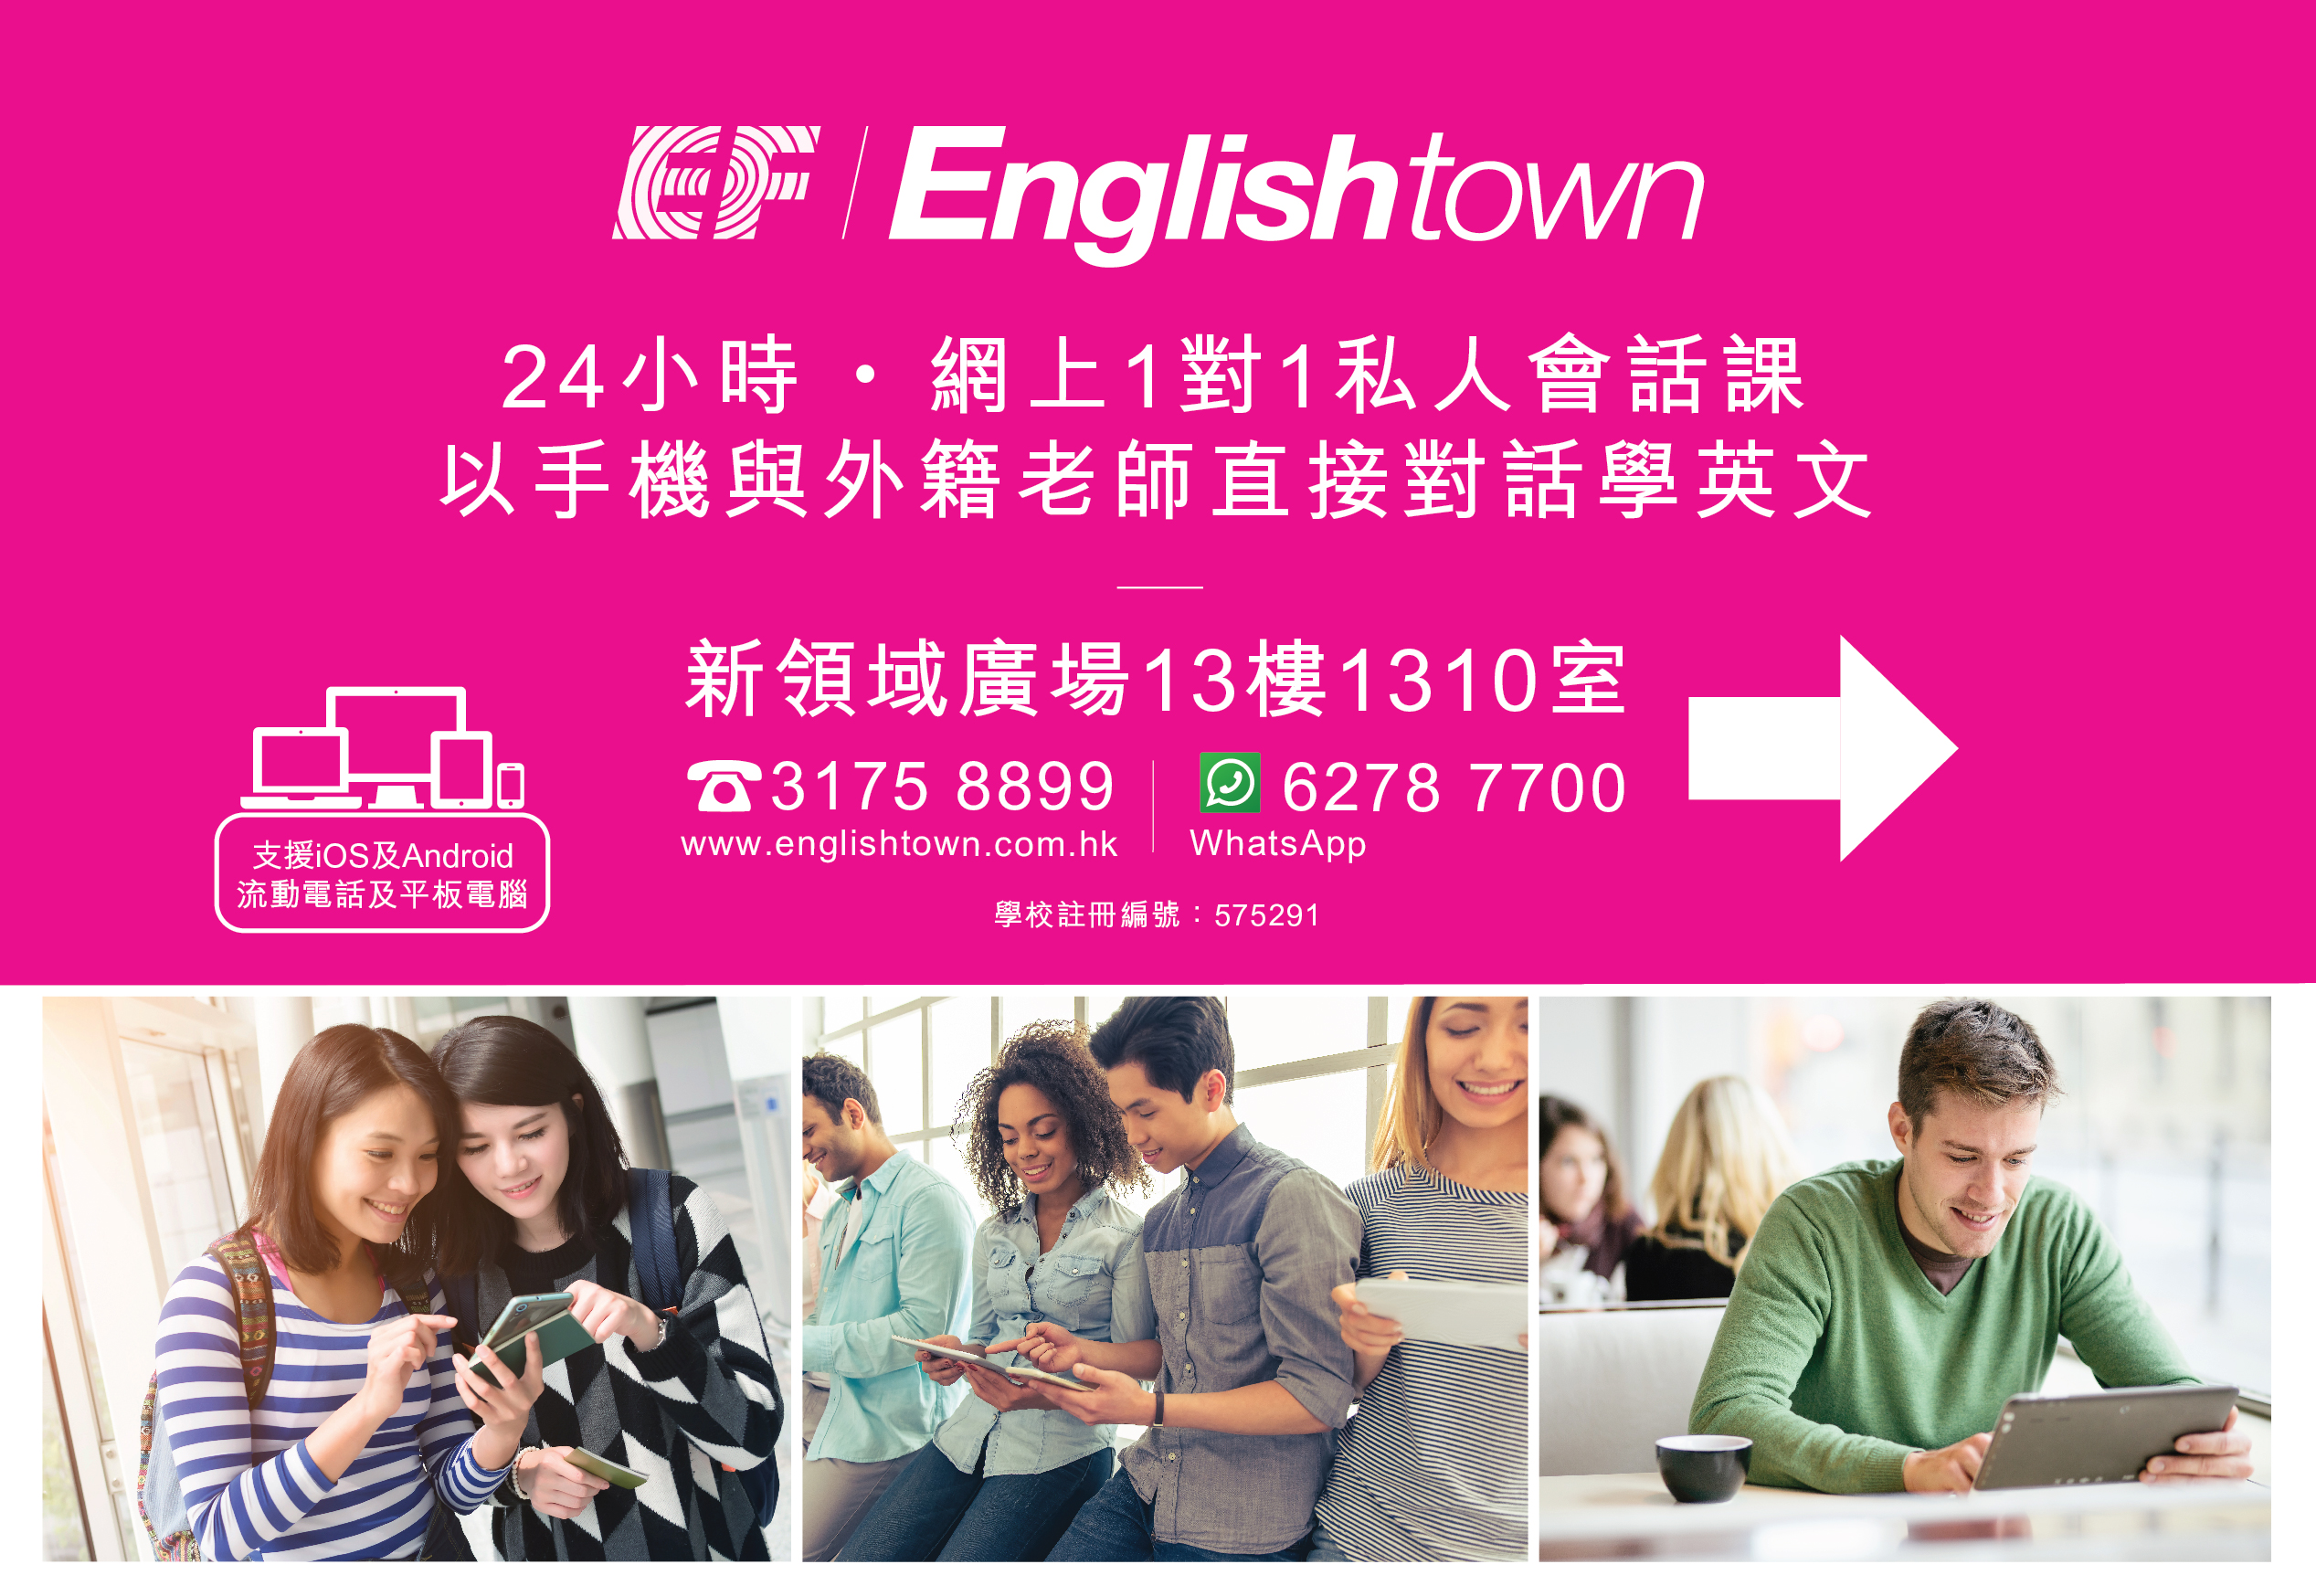 EF Englishtown
24小時・網上1對1私人會話課
以手機與外籍老師直接對話學英文
新領域廣場13樓1310室
3175 8899
www.englishtown.com.hk
6278 7700
WhatsApp
支援iOS及Android
流動電話及平板電腦
學校註冊編號：575291